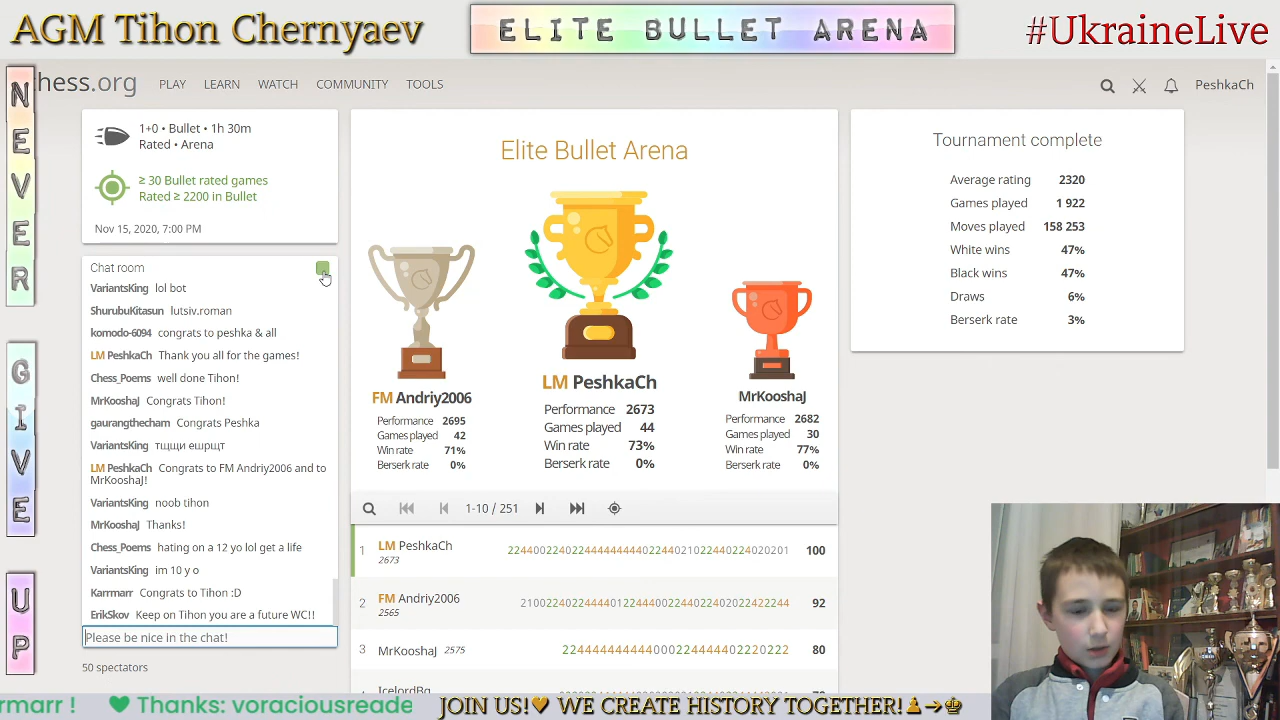 AGM Tihon Chernyaev
ELITE BULLET ARENA
#UkraineLive
hess.org
PLAY
LEARN
WATCH
COMMUNITY
TOOLS
PeshkaCh
NEVER
GIVE
UP
1+0 • Bullet • 1h 30m
Rated • Arena
≥ 30 Bullet rated games
Rated ≥ 2200 in Bullet
Nov 15, 2020, 7:00 PM
Chat room
VariantsKing lol bot
ShurubuKitasun lutsiv.roman
komodo-6094 congrats to peshka & all
LM PeshkaCh Thank you all for the games!
Chess_Poems well done Tihon!
MrKooshaJ Congrats Tihon!
gaurangthecham Congrats Peshka
VariantsKing тщщи ешрщт
LM PeshkaCh Congrats to FM Andriy2006 and to
MrKooshaJ!
VariantsKing noob tihon
MrKooshaJ Thanks!
Chess_Poems hating on a 12 yo lol get a life
VariantsKing im 10 y o
Karrmarr Congrats to Tihon :D
ErikSkov Keep on Tihon you are a future WC!!
Please be nice in the chat!
50 spectators
Elite Bullet Arena
FM Andriy2006
Performance 2695
Games played 42
Win rate 71%
Berserk rate 0%
LM PeshkaCh
Performance 2673
Games played 44
Win rate 73%
Berserk rate 0%
MrKooshaJ
Performance 2682
Games played 30
Win rate 77%
Berserk rate 0%
1-10 / 251
1 LM PeshkaCh 2244002240224444444402244021022440224020201 100
2673
2 FM Andriy2006 2100224022444401224440224402240202242244 92
2565
3 MrKooshaJ 2575 224444444444000224444402220222 80
Tournament complete
Average rating 2320
Games played 1 922
Moves played 158 253
White wins 47%
Black wins 47%
Draws 6%
Berserk rate 3%
rmarr !
Thanks: voraciousreade
JOIN US! WE CREATE HISTORY TOGETHER!